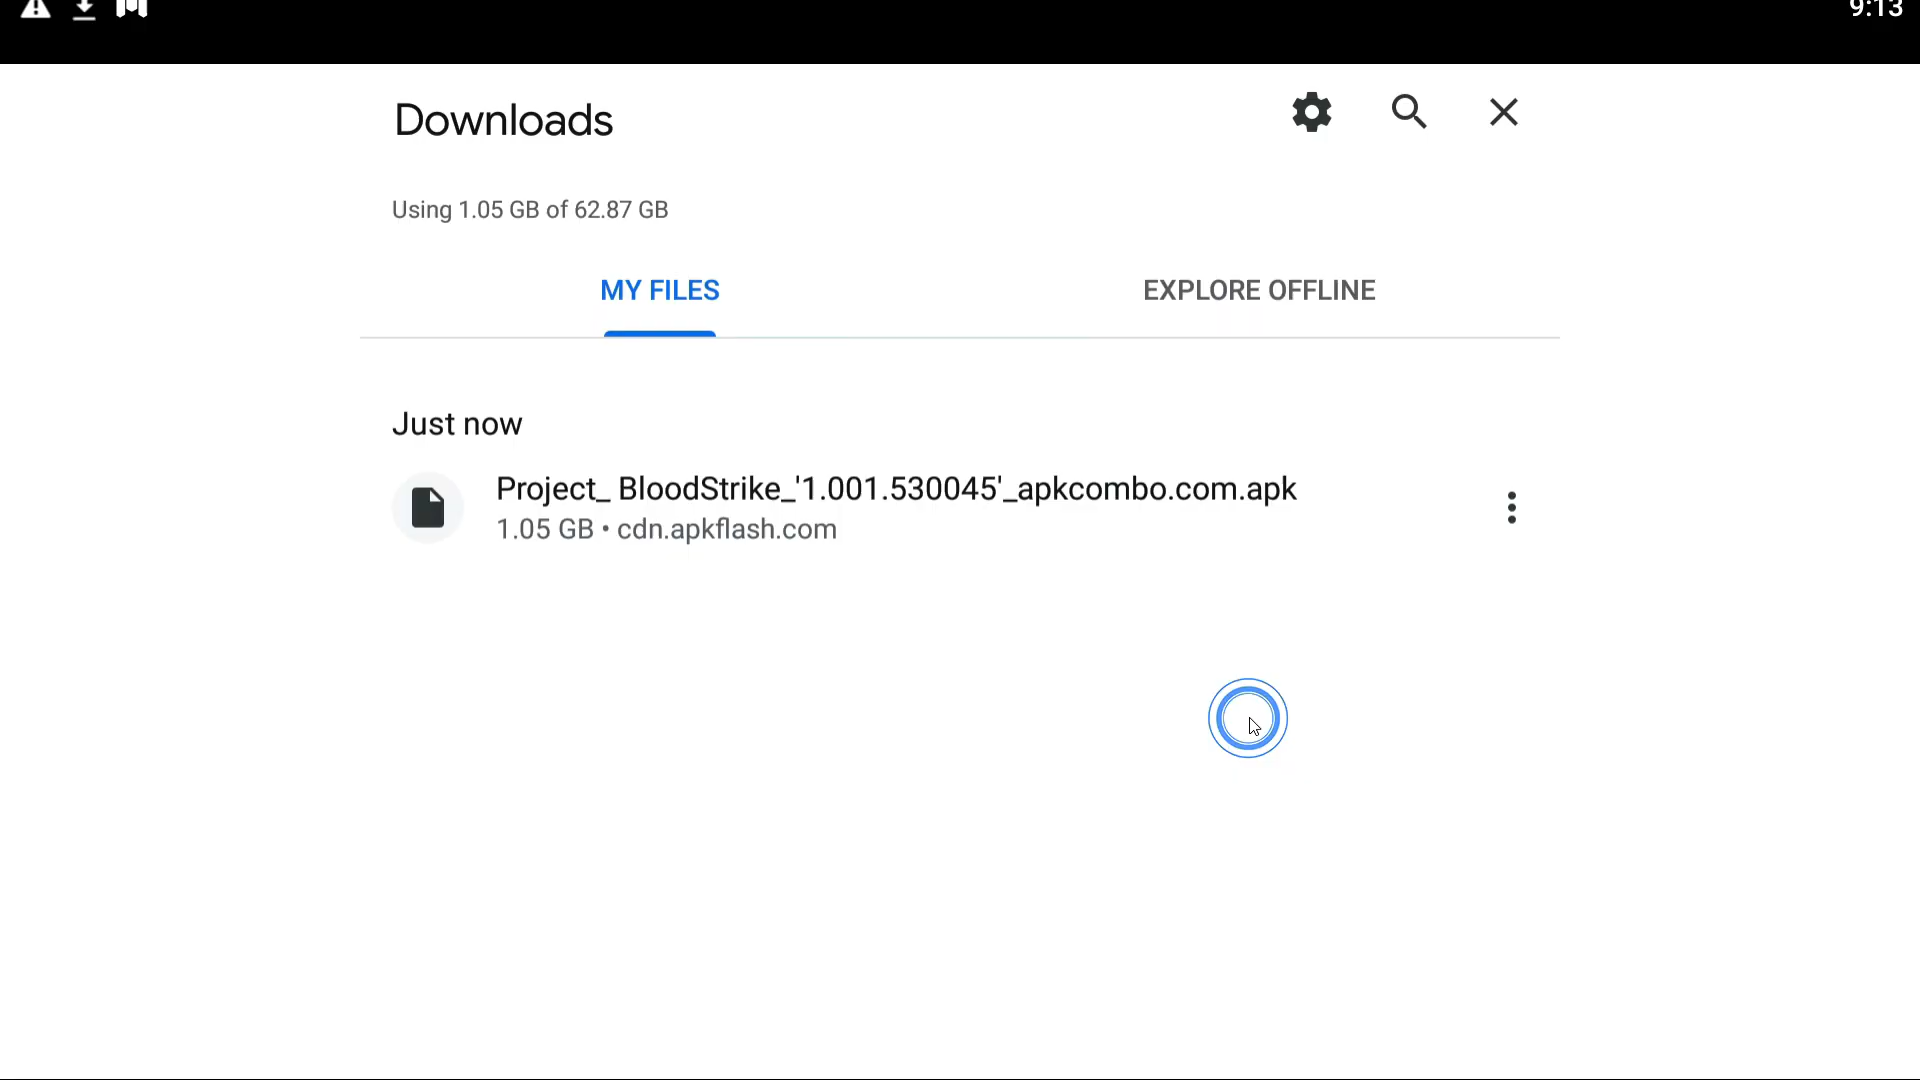 9:13
Downloads
Using 1.05 GB of 62.87 GB
MY FILES
EXPLORE OFFLINE
Just now
Project_ BloodStrike_'1.001.530045'_apkcombo.com.apk
1.05 GB • cdn.apkflash.com